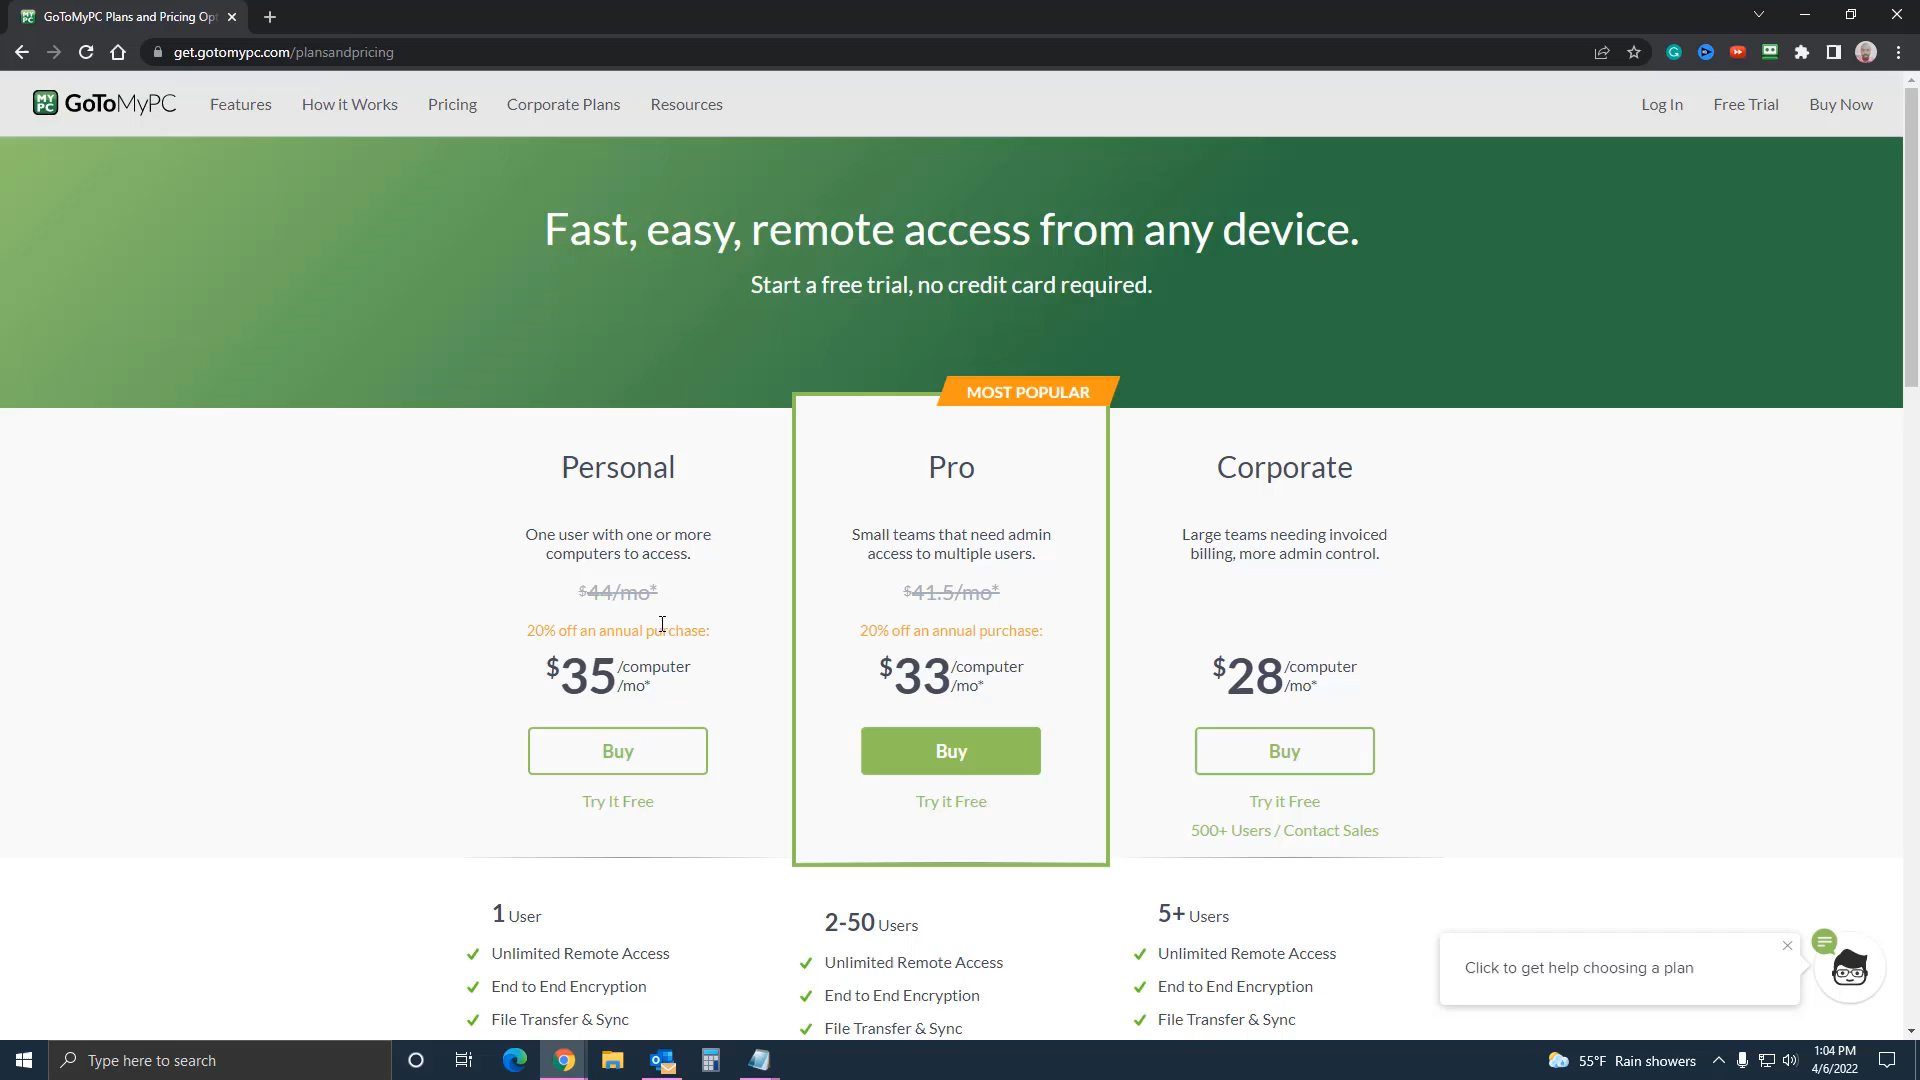 GoToMyPC Plans and Pricing Opt
get.gotomypc.com/plansandpricing
MY PC GoToMyPC
Features
How it Works
Pricing
Corporate Plans
Resources
Log In
Free Trial
Buy Now
Fast, easy, remote access from any device.
Start a free trial, no credit card required.
MOST POPULAR
Personal
One user with one or more
computers to access.
$44/mo*
20% off an annual purchase:
$35/computer
/mo*
Buy
Try It Free
Pro
Small teams that need admin
access to multiple users.
$41.5/mo*
20% off an annual purchase:
$33/computer
/mo*
Buy
Try it Free
Corporate
Large teams needing invoiced
billing, more admin control.
$28/computer
/mo*
Buy
Try it Free
500+ Users / Contact Sales
1 User
Unlimited Remote Access
End to End Encryption
File Transfer & Sync
2-50 Users
Unlimited Remote Access
End to End Encryption
File Transfer & Sync
5+ Users
Unlimited Remote Access
End to End Encryption
File Transfer & Sync
Click to get help choosing a plan
Type here to search
55°F Rain showers
1:04 PM
4/6/2022